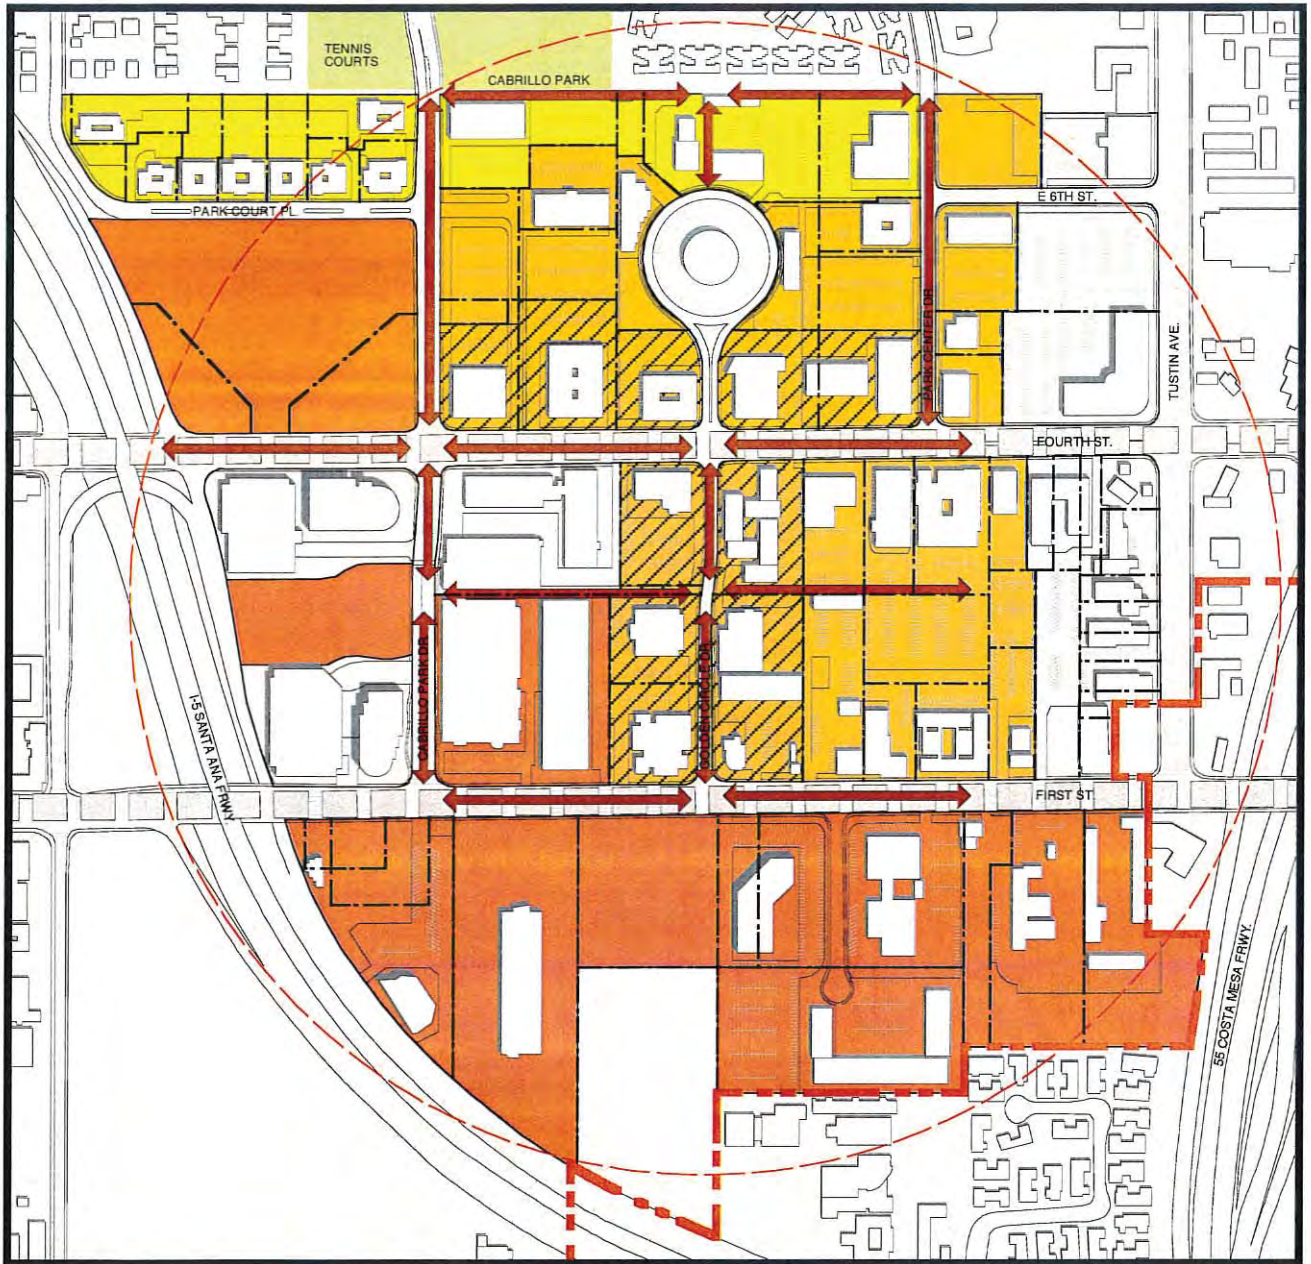 TENNIS
COURTS
CABRILLO PARK
PARK COURT PL
E 6TH ST.
PARK CENTER DR
TUSTIN AVE.
FOURTH ST.
I-5 SANTA ANA FRWY.
CABRILLO PARK DR
GOLDEN CIRCLE DR
FIRST ST.
55 COSTA MESA FRWY.